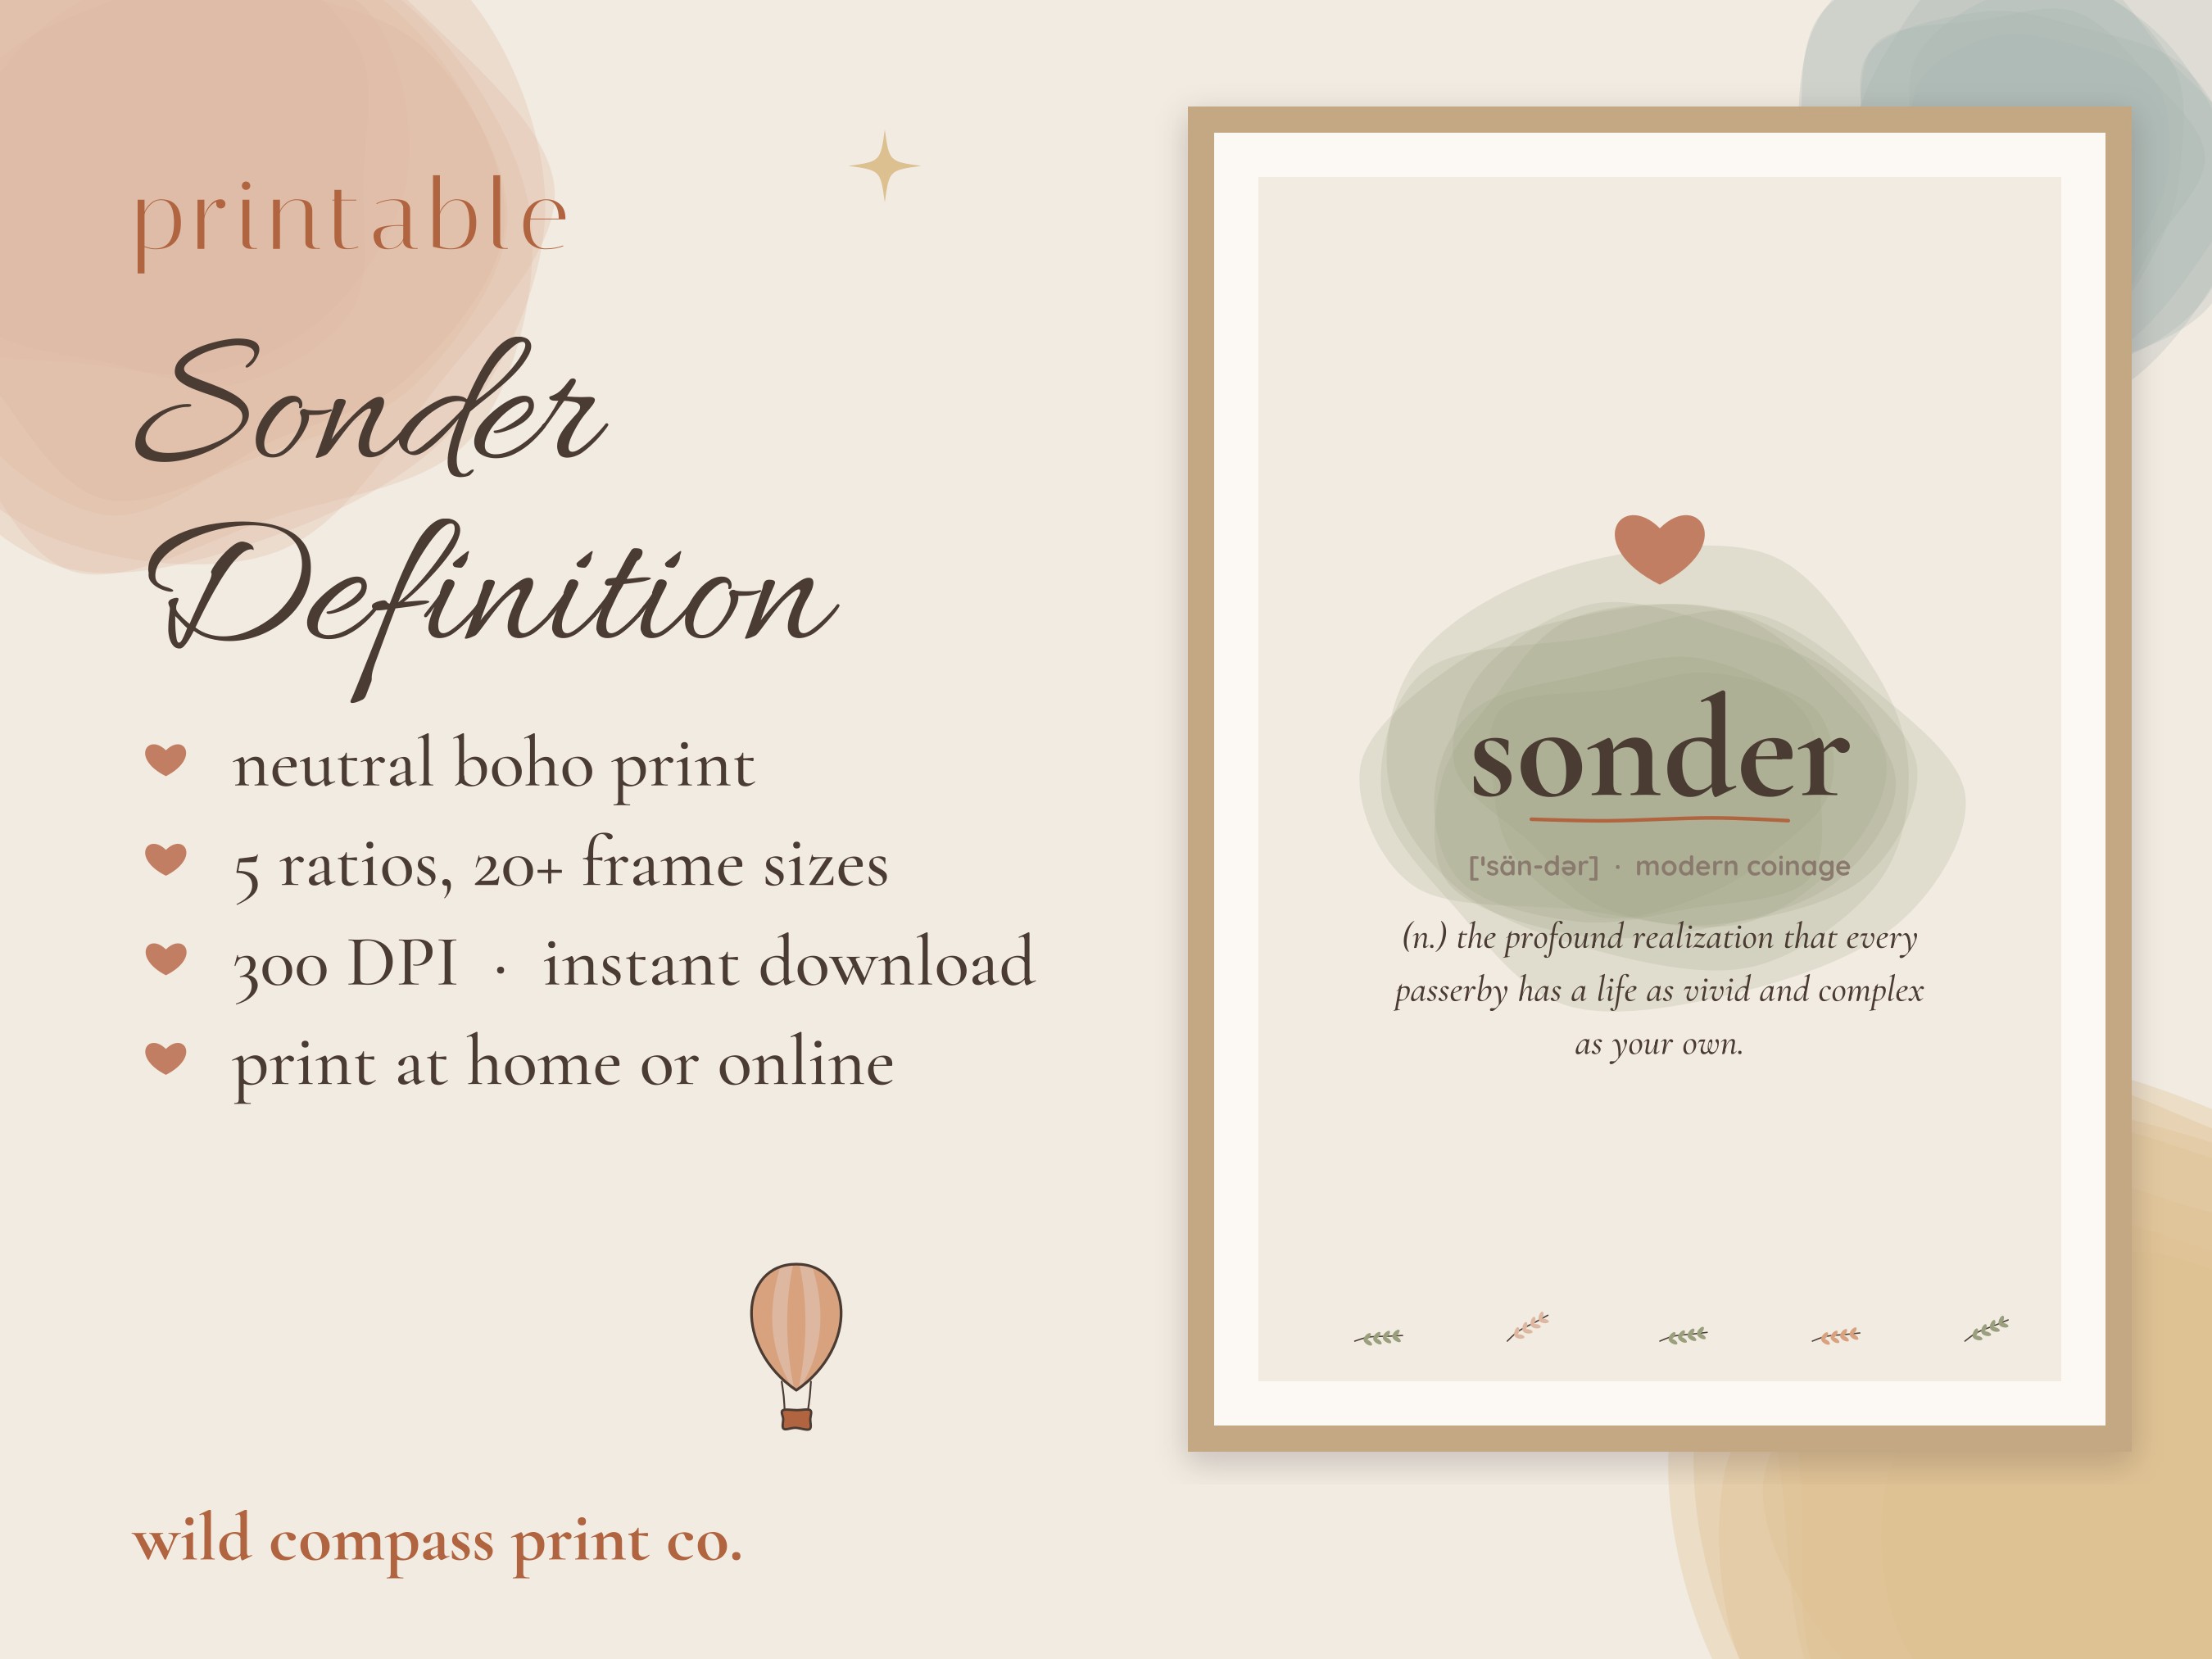 printable
Sonder
Definition
neutral boho print
5 ratios, 20+ frame sizes
300 DPI · instant download
print at home or online
wild compass print co.
sonder
['sän-dər] · modern coinage
(n.) the profound realization that every
passerby has a life as vivid and complex
as your own.